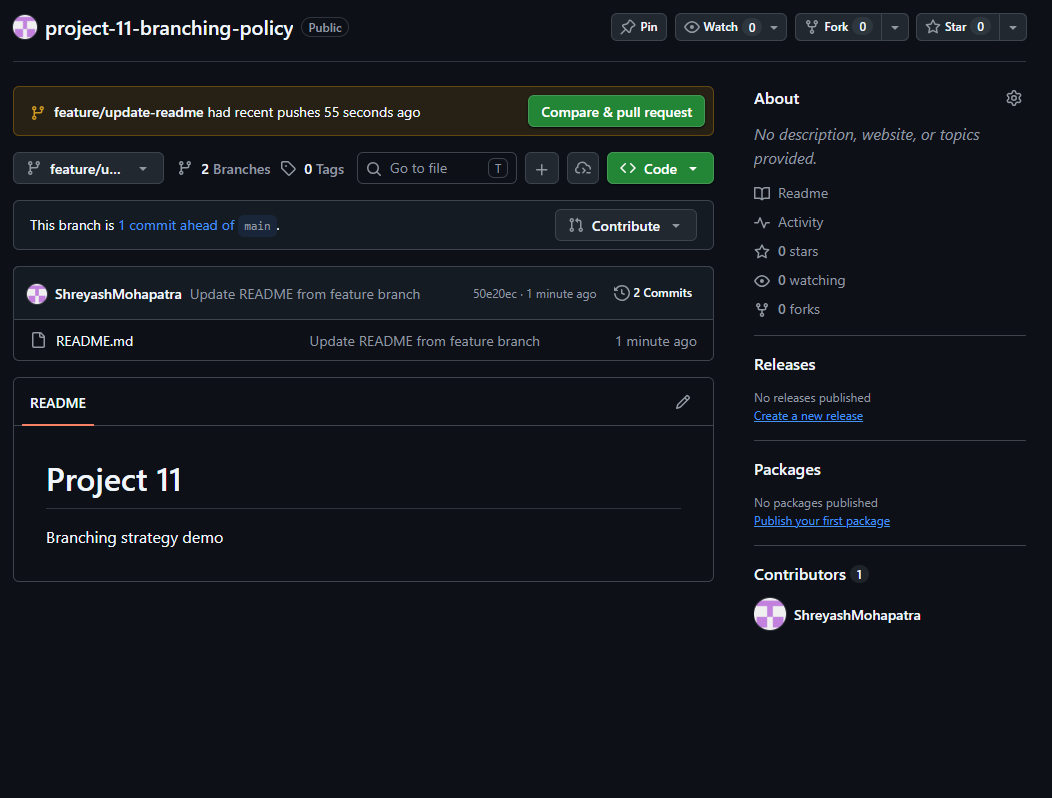 project-11-branching-policy Public Pin Watch 0 Fork 0 Star 0
feature/update-readme had recent pushes 55 seconds ago Compare & pull request
feature/u... 2 Branches 0 Tags Go to file T Code
This branch is 1 commit ahead of main . Contribute
ShreyashMohapatra Update README from feature branch 50e20ec · 1 minute ago 2 Commits
README.md Update README from feature branch 1 minute ago
README
Project 11
Branching strategy demo
About
No description, website, or topics
provided.
Readme
Activity
0 stars
0 watching
0 forks
Releases
No releases published
Create a new release
Packages
No packages published
Publish your first package
Contributors 1
ShreyashMohapatra